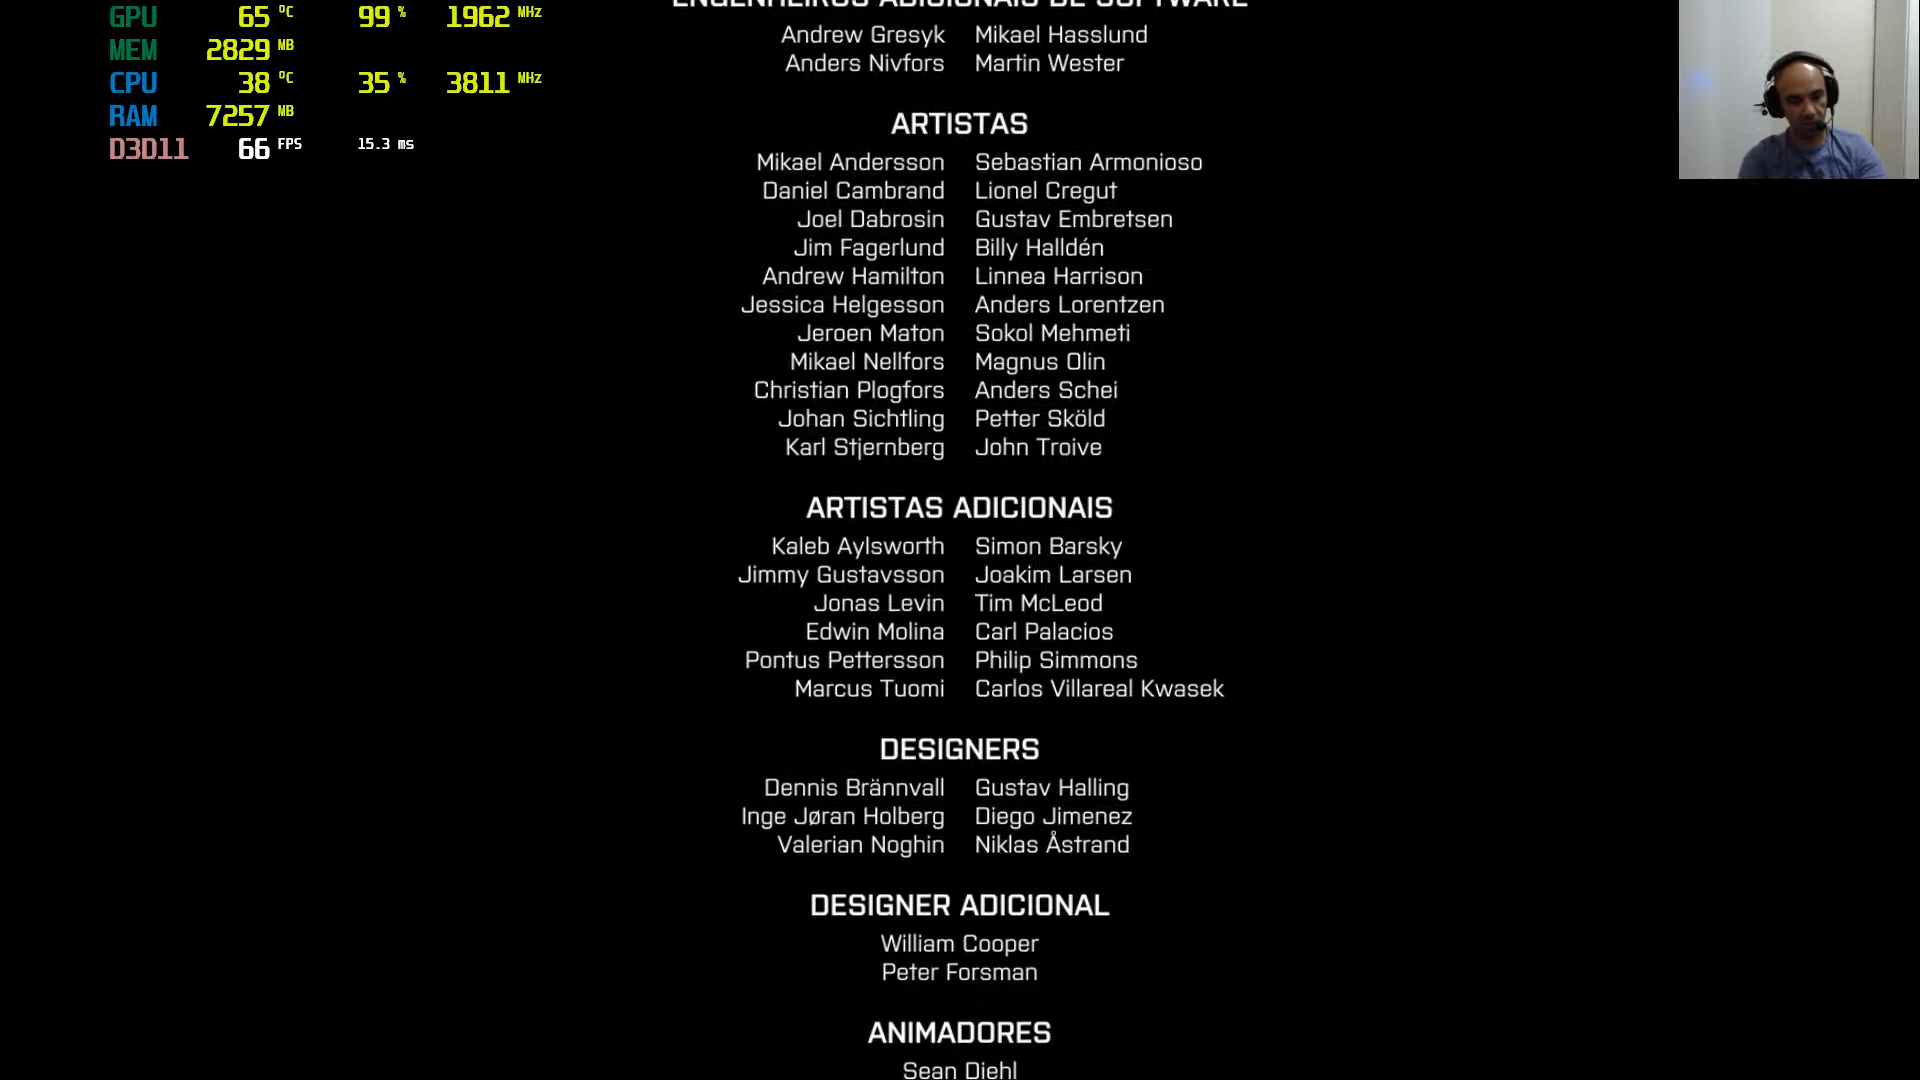 GPU 65 °C 99 % 1962 MHz
MEM 2829 MB
CPU 38 °C 35 % 3811 MHz
RAM 7257 MB
D3D11 66 FPS 15.3 ms
ENGENHEIROS ADICIONAIS DE SOFTWARE
Andrew Gresyk Mikael Hasslund
Anders Nivfors Martin Wester
ARTISTAS
Mikael Andersson Sebastian Armonioso
Daniel Cambrand Lionel Cregut
Joel Dabrosin Gustav Embretsen
Jim Fagerlund Billy Halldén
Andrew Hamilton Linnea Harrison
Jessica Helgesson Anders Lorentzen
Jeroen Maton Sokol Mehmeti
Mikael Nellfors Magnus Olin
Christian Plogfors Anders Schei
Johan Sichtling Petter Sköld
Karl Stjernberg John Troive
ARTISTAS ADICIONAIS
Kaleb Aylsworth Simon Barsky
Jimmy Gustavsson Joakim Larsen
Jonas Levin Tim McLeod
Edwin Molina Carl Palacios
Pontus Pettersson Philip Simmons
Marcus Tuomi Carlos Villareal Kwasek
DESIGNERS
Dennis Brännvall Gustav Halling
Inge Jøran Holberg Diego Jimenez
Valerian Noghin Niklas Åstrand
DESIGNER ADICIONAL
William Cooper
Peter Forsman
ANIMADORES
Sean Diehl